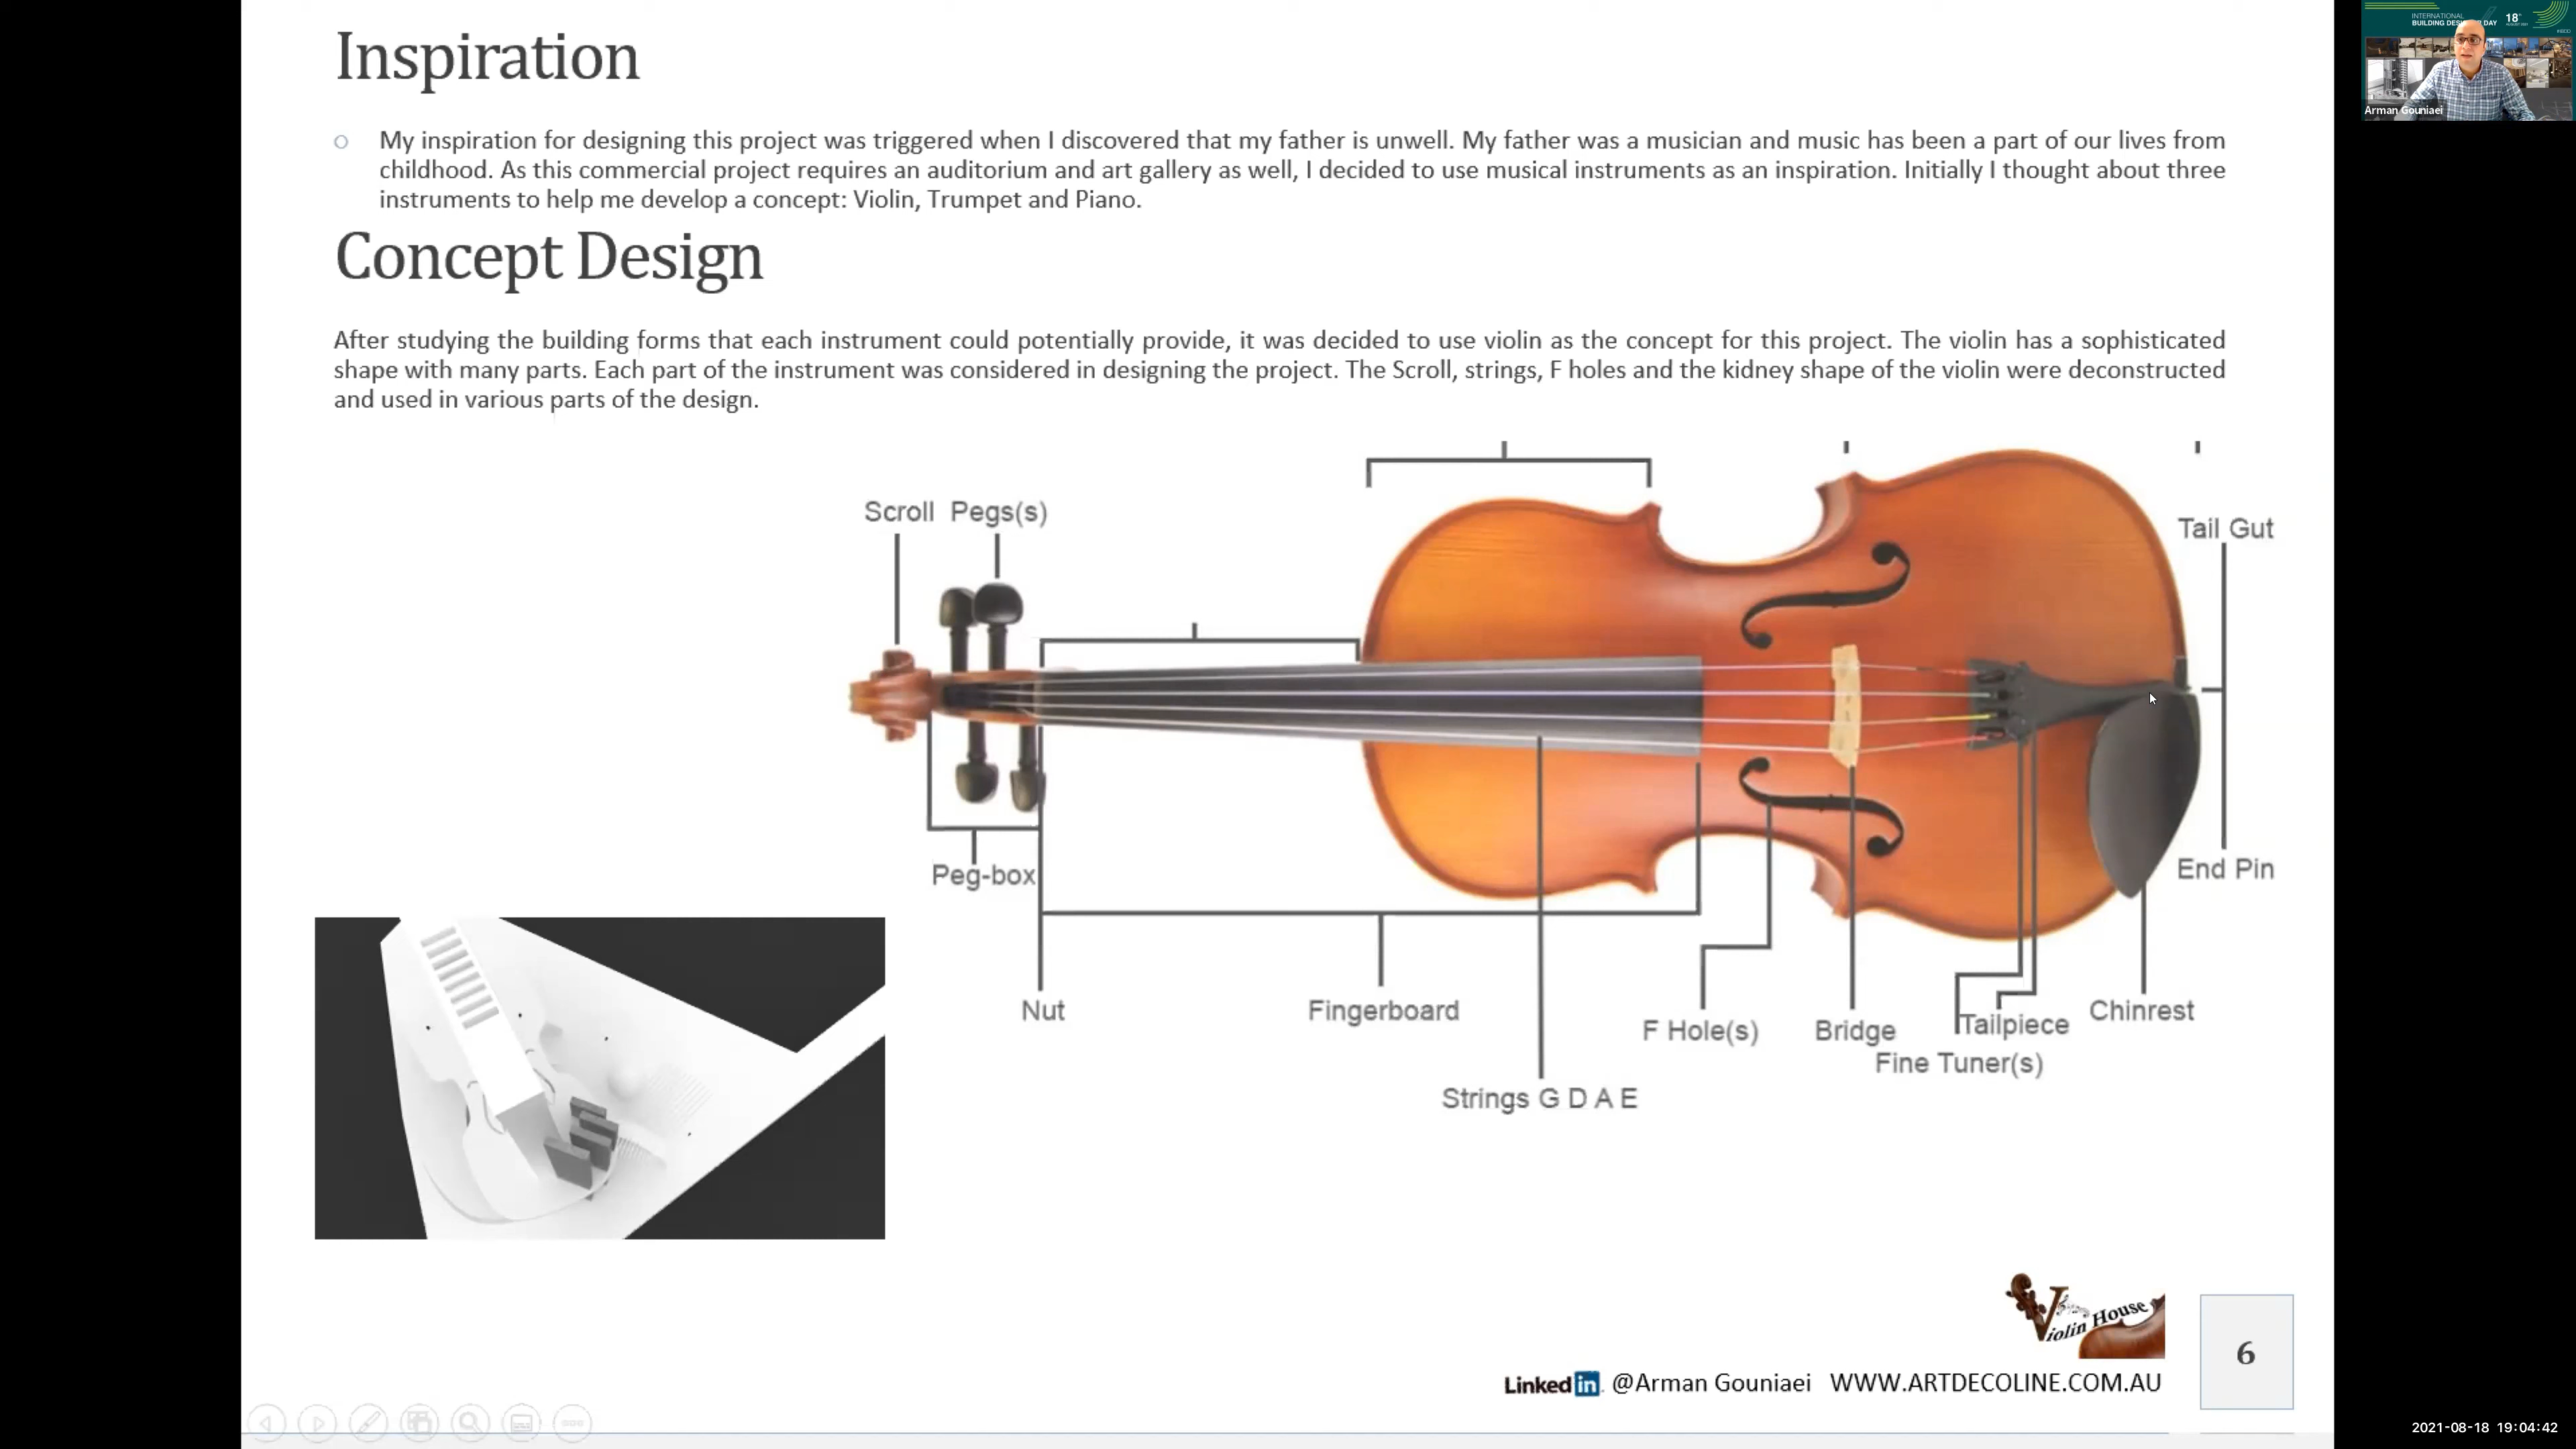 Inspiration
My inspiration for designing this project was triggered when I discovered that my father is unwell. My father was a musician and music has been a part of our lives from
childhood. As this commercial project requires an auditorium and art gallery as well, I decided to use musical instruments as an inspiration. Initially I thought about three
instruments to help me develop a concept: Violin, Trumpet and Piano.
Concept Design
After studying the building forms that each instrument could potentially provide, it was decided to use violin as the concept for this project. The violin has a sophisticated
shape with many parts. Each part of the instrument was considered in designing the project. The Scroll, strings, F holes and the kidney shape of the violin were deconstructed
and used in various parts of the design.
Scroll Pegs(s)
Tail Gut
Peg-box
End Pin
Nut
Fingerboard
F Hole(s)
Bridge
Tailpiece
Chinrest
Fine Tuner(s)
Strings G D A E
Violin House
6
Linked in @Arman Gouniaei WWW.ARTDECOLINE.COM.AU
INTERNATIONAL
18
Arman Gouniaei
2021-08-18 19:04:42